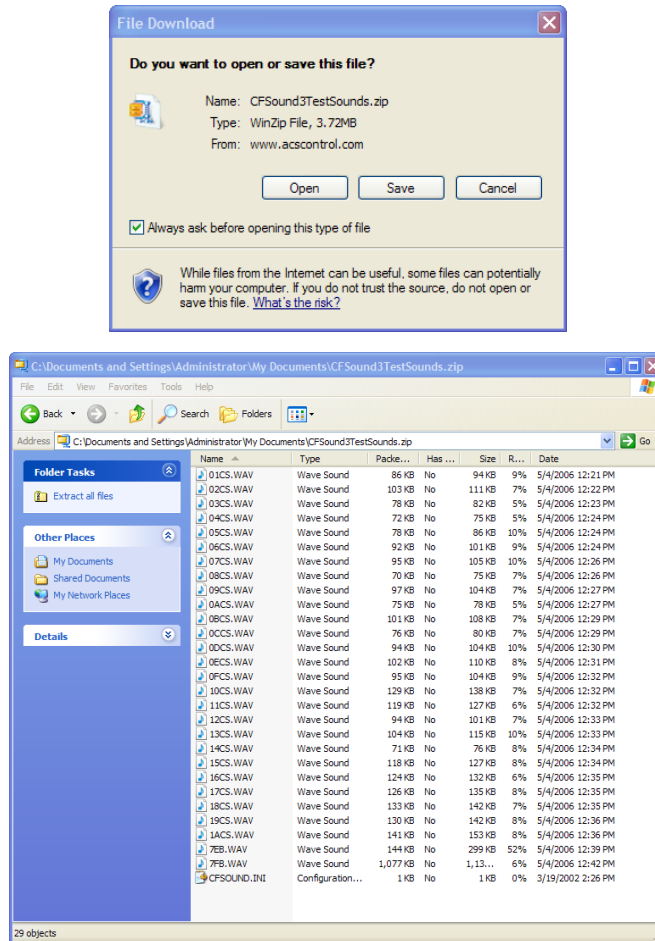 File Download
Do you want to open or save this file?
Name: CFSound3TestSounds.zip
Type: WinZip File, 3.72MB
From: www.acscontrol.com
Open Save Cancel
Always ask before opening this type of file
While files from the Internet can be useful, some files can potentially
harm your computer. If you do not trust the source, do not open or
save this file. What's the risk?
C:\Documents and Settings\Administrator\My Documents\CFSound3TestSounds.zip
File Edit View Favorites Tools Help
Back Search Folders
Address C:\Documents and Settings\Administrator\My Documents\CFSound3TestSounds.zip Go
Folder Tasks
Extract all files
Other Places
My Documents
Shared Documents
My Network Places
Details
Name Type Packe... Has ... Size R... Date
01CS.WAV Wave Sound 86 KB No 94 KB 9% 5/4/2006 12:21 PM
02CS.WAV Wave Sound 103 KB No 111 KB 7% 5/4/2006 12:22 PM
03CS.WAV Wave Sound 78 KB No 82 KB 5% 5/4/2006 12:23 PM
04CS.WAV Wave Sound 72 KB No 75 KB 5% 5/4/2006 12:24 PM
05CS.WAV Wave Sound 78 KB No 86 KB 10% 5/4/2006 12:24 PM
06CS.WAV Wave Sound 92 KB No 101 KB 9% 5/4/2006 12:24 PM
07CS.WAV Wave Sound 95 KB No 105 KB 10% 5/4/2006 12:26 PM
08CS.WAV Wave Sound 70 KB No 75 KB 7% 5/4/2006 12:26 PM
09CS.WAV Wave Sound 97 KB No 104 KB 7% 5/4/2006 12:27 PM
0ACS.WAV Wave Sound 75 KB No 78 KB 5% 5/4/2006 12:27 PM
0BCS.WAV Wave Sound 101 KB No 108 KB 7% 5/4/2006 12:29 PM
0CCS.WAV Wave Sound 76 KB No 80 KB 7% 5/4/2006 12:29 PM
0DCS.WAV Wave Sound 94 KB No 104 KB 10% 5/4/2006 12:30 PM
0ECS.WAV Wave Sound 102 KB No 110 KB 8% 5/4/2006 12:31 PM
0FCS.WAV Wave Sound 95 KB No 104 KB 9% 5/4/2006 12:32 PM
10CS.WAV Wave Sound 129 KB No 138 KB 7% 5/4/2006 12:32 PM
11CS.WAV Wave Sound 119 KB No 127 KB 6% 5/4/2006 12:32 PM
12CS.WAV Wave Sound 94 KB No 101 KB 7% 5/4/2006 12:33 PM
13CS.WAV Wave Sound 104 KB No 115 KB 10% 5/4/2006 12:33 PM
14CS.WAV Wave Sound 71 KB No 76 KB 8% 5/4/2006 12:34 PM
15CS.WAV Wave Sound 118 KB No 127 KB 8% 5/4/2006 12:34 PM
16CS.WAV Wave Sound 124 KB No 132 KB 6% 5/4/2006 12:35 PM
17CS.WAV Wave Sound 126 KB No 135 KB 8% 5/4/2006 12:35 PM
18CS.WAV Wave Sound 133 KB No 142 KB 7% 5/4/2006 12:35 PM
19CS.WAV Wave Sound 130 KB No 142 KB 8% 5/4/2006 12:36 PM
1ACS.WAV Wave Sound 141 KB No 153 KB 8% 5/4/2006 12:36 PM
7EB.WAV Wave Sound 144 KB No 299 KB 52% 5/4/2006 12:39 PM
7FB.WAV Wave Sound 1,077 KB No 1,13... 6% 5/4/2006 12:42 PM
CFSOUND.INI Configuration... 1 KB No 1 KB 0% 3/19/2002 2:26 PM
29 objects